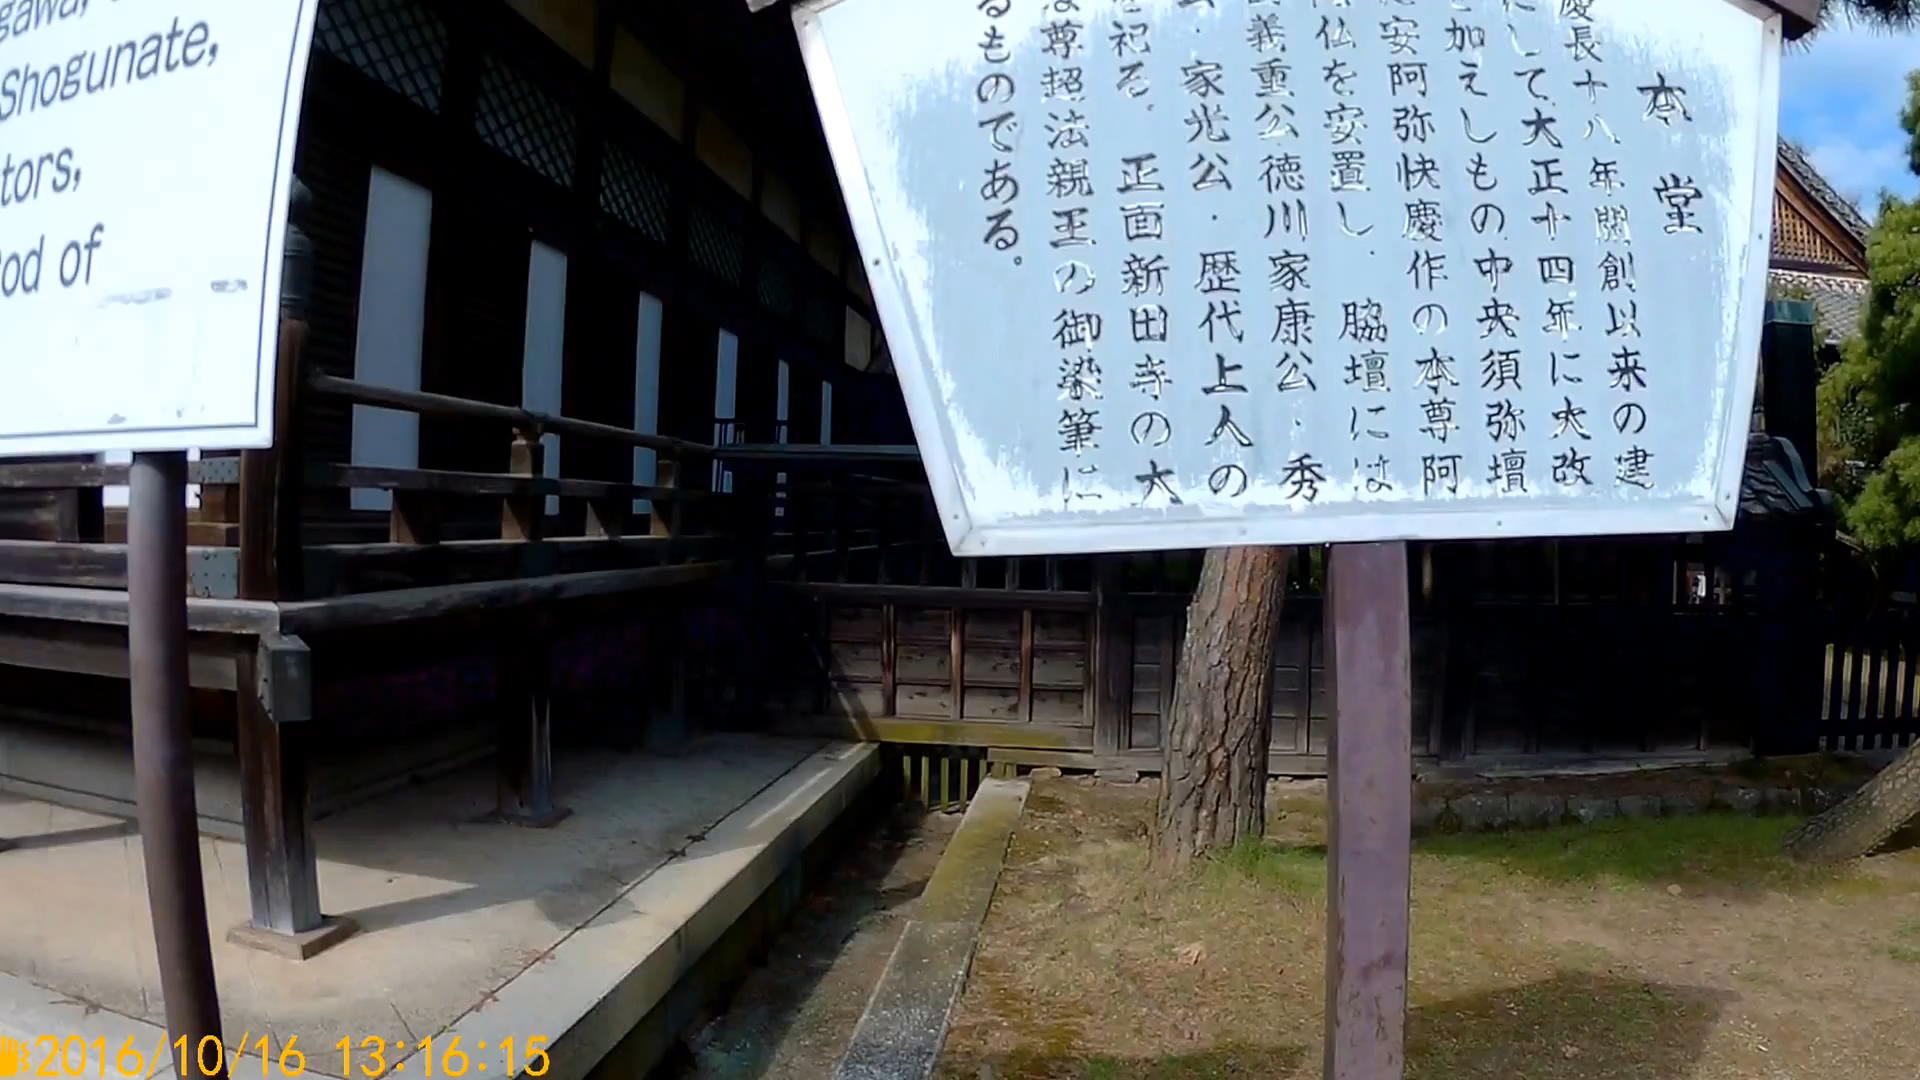 Shogunate,
tors,
od of
本堂
慶長十八年開創以来の建
にして大正十四年に大改
を加えしもの中央須弥壇
安阿弥快慶作の本尊阿
仏を安置し、脇壇には
義重公徳川家康公・秀
・家光公・歴代上人の
を祀る。正面新田寺の大
は尊超法親王の御染筆に
るものである。
2016/10/16 13:16:15